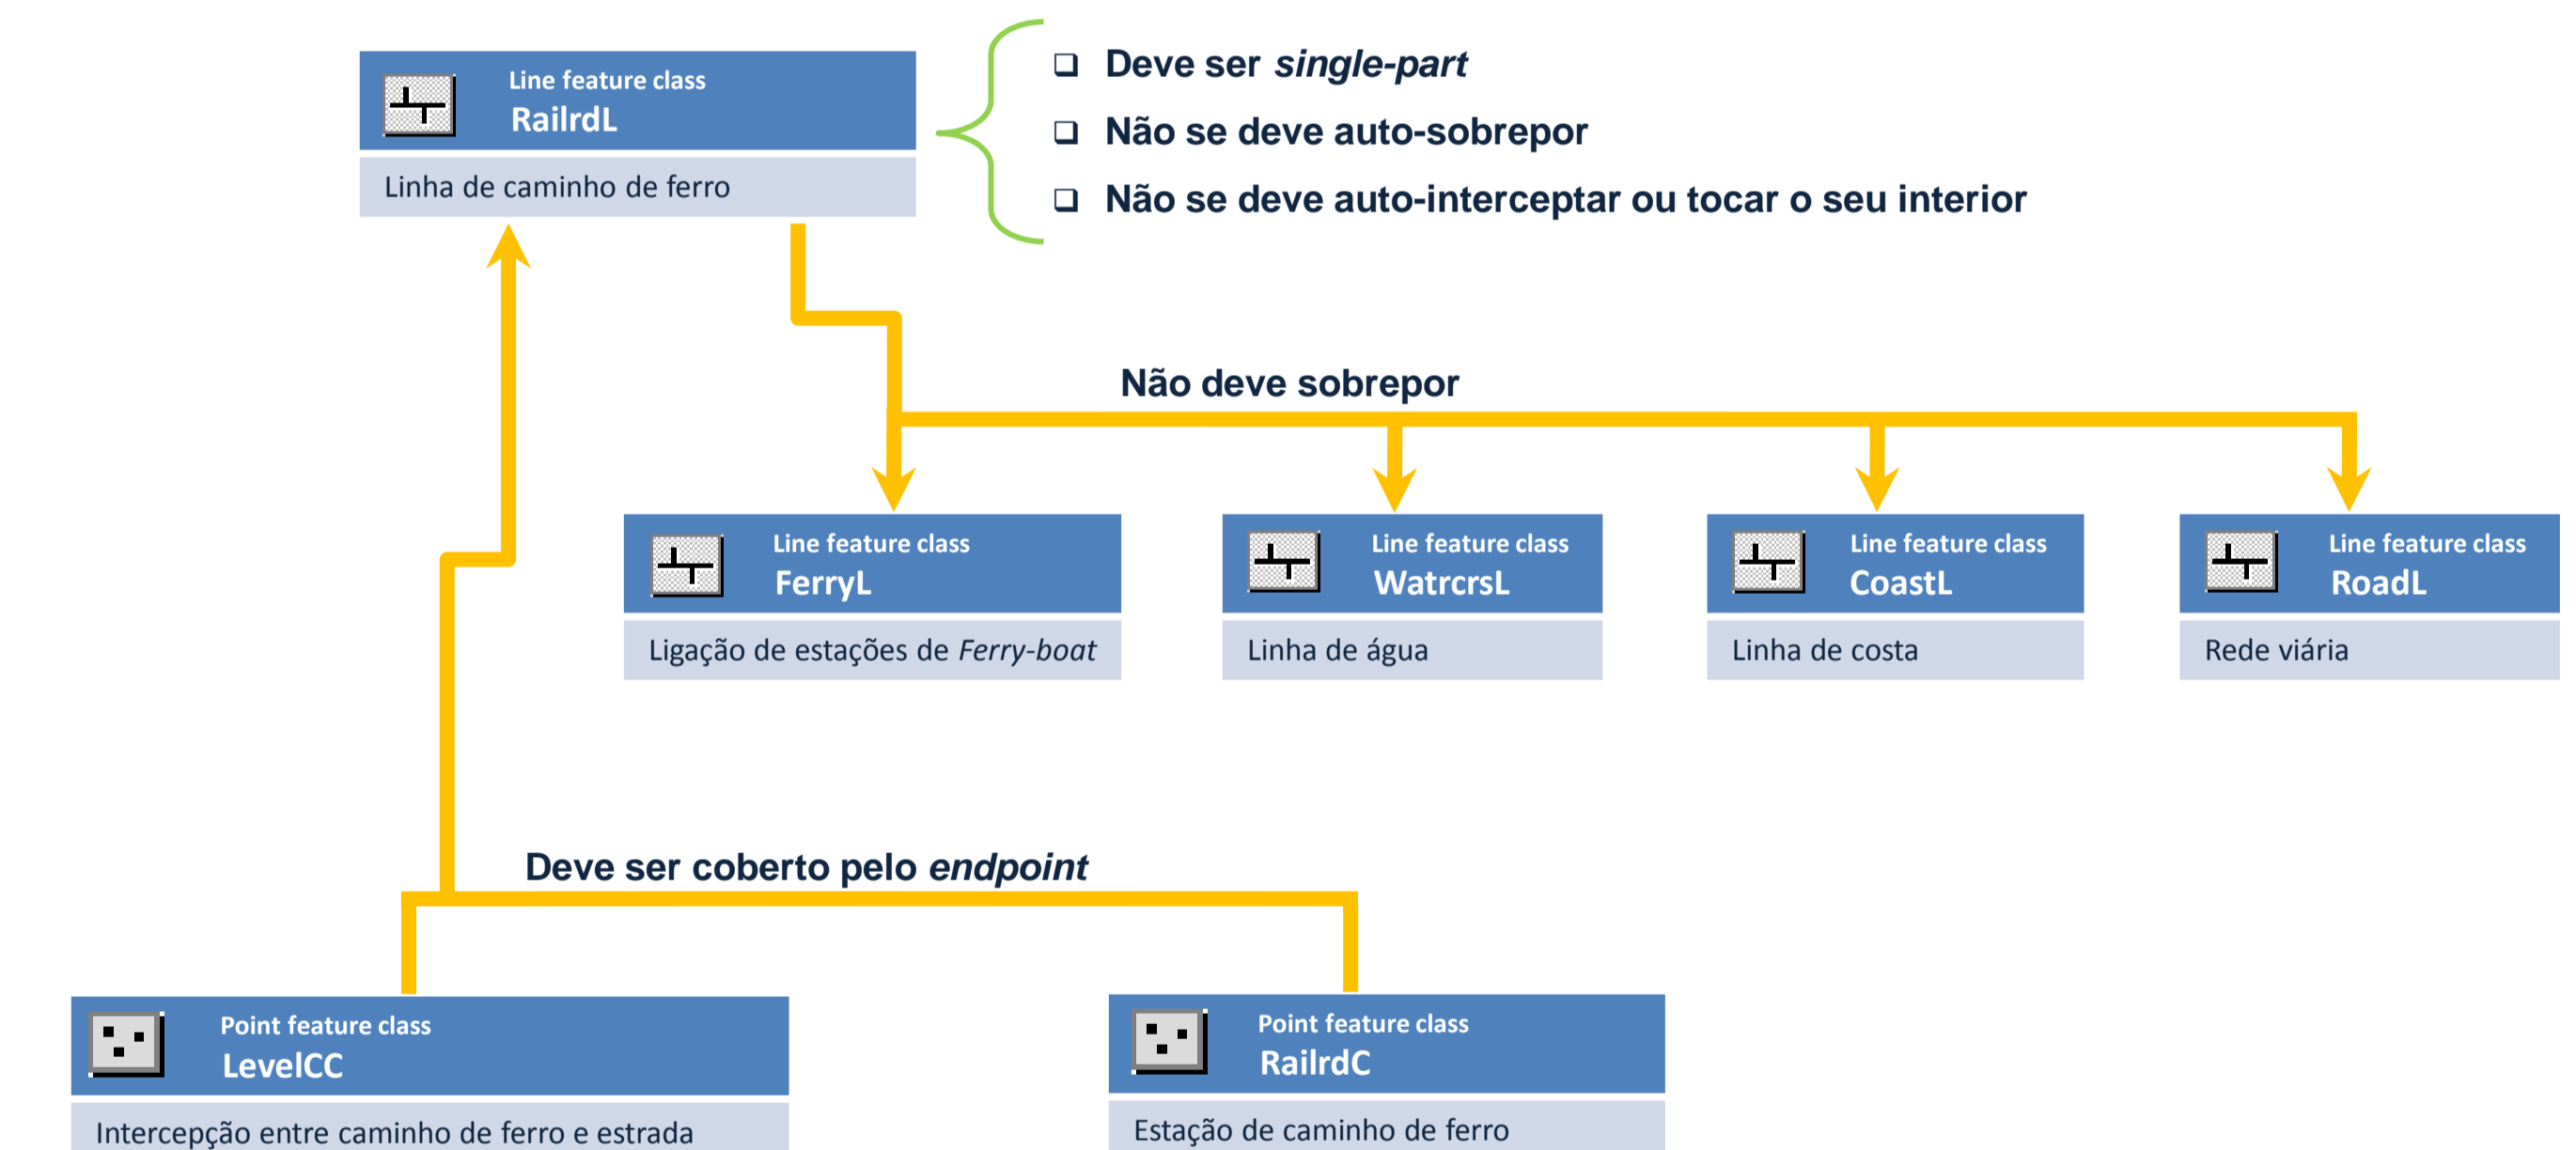 Line feature class
RailrdL
Linha de caminho de ferro
❑ Deve ser single-part
❑ Não se deve auto-sobrepor
❑ Não se deve auto-interceptar ou tocar o seu interior
Não deve sobrepor
Line feature class
FerryL
Ligação de estações de Ferry-boat
Line feature class
WatrcrsL
Linha de água
Line feature class
CoastL
Linha de costa
Line feature class
RoadL
Rede viária
Deve ser coberto pelo endpoint
Point feature class
LevelCC
Intercepção entre caminho de ferro e estrada
Point feature class
RailrdC
Estação de caminho de ferro